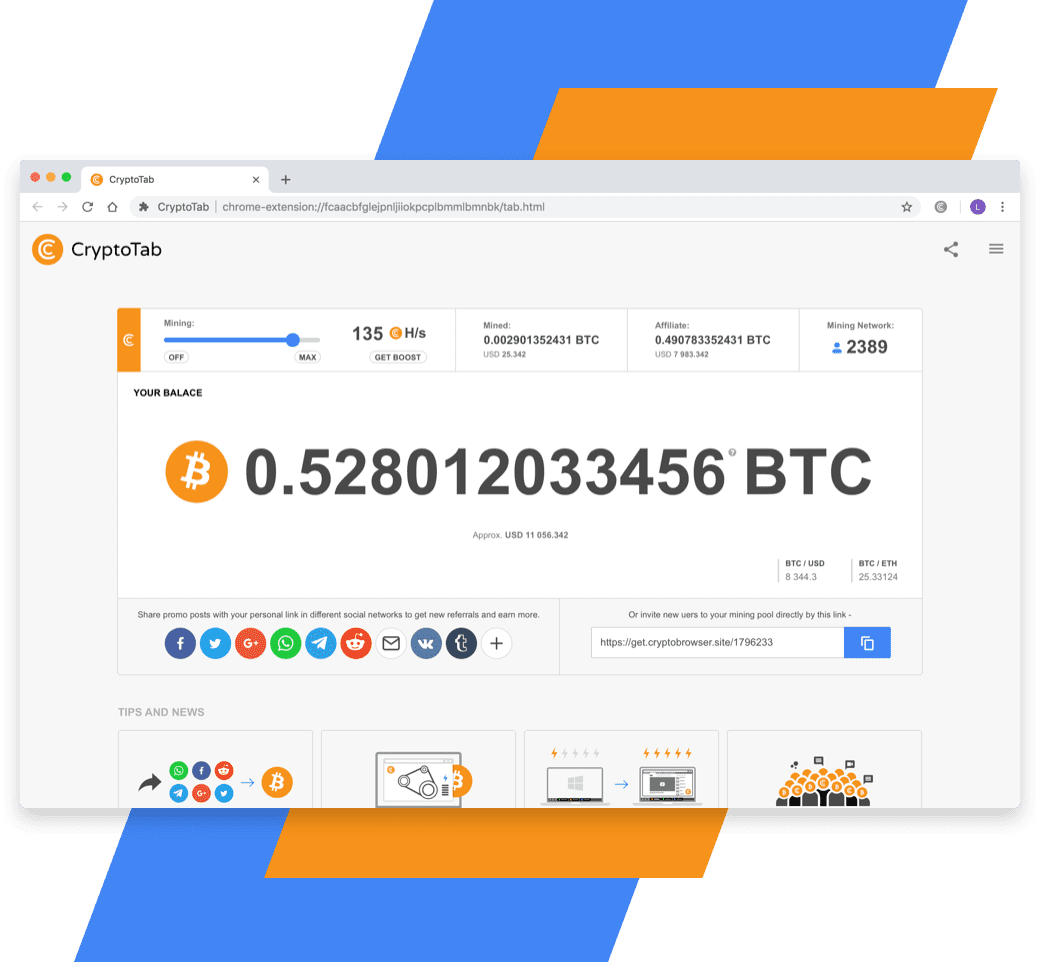 CryptoTab
CryptoTab | chrome-extension://fcaacbfglejpnljiiokpcplbmmlbmnbk/tab.html
L
CryptoTab
Mining:
OFF
MAX
135 H/s
GET BOOST
Mined:
0.002901352431 BTC
USD 25.342
Affiliate:
0.490783352431 BTC
USD 7 983.342
Mining Network:
2389
YOUR BALACE
0.528012033456 ? BTC
Approx. USD 11 056.342
BTC / USD
8 344.3
BTC / ETH
25.33124
Share promo posts with your personal link in different social networks to get new referrals and earn more.
Or invite new uers to your mining pool directly by this link -
https://get.cryptobrowser.site/1796233
TIPS AND NEWS